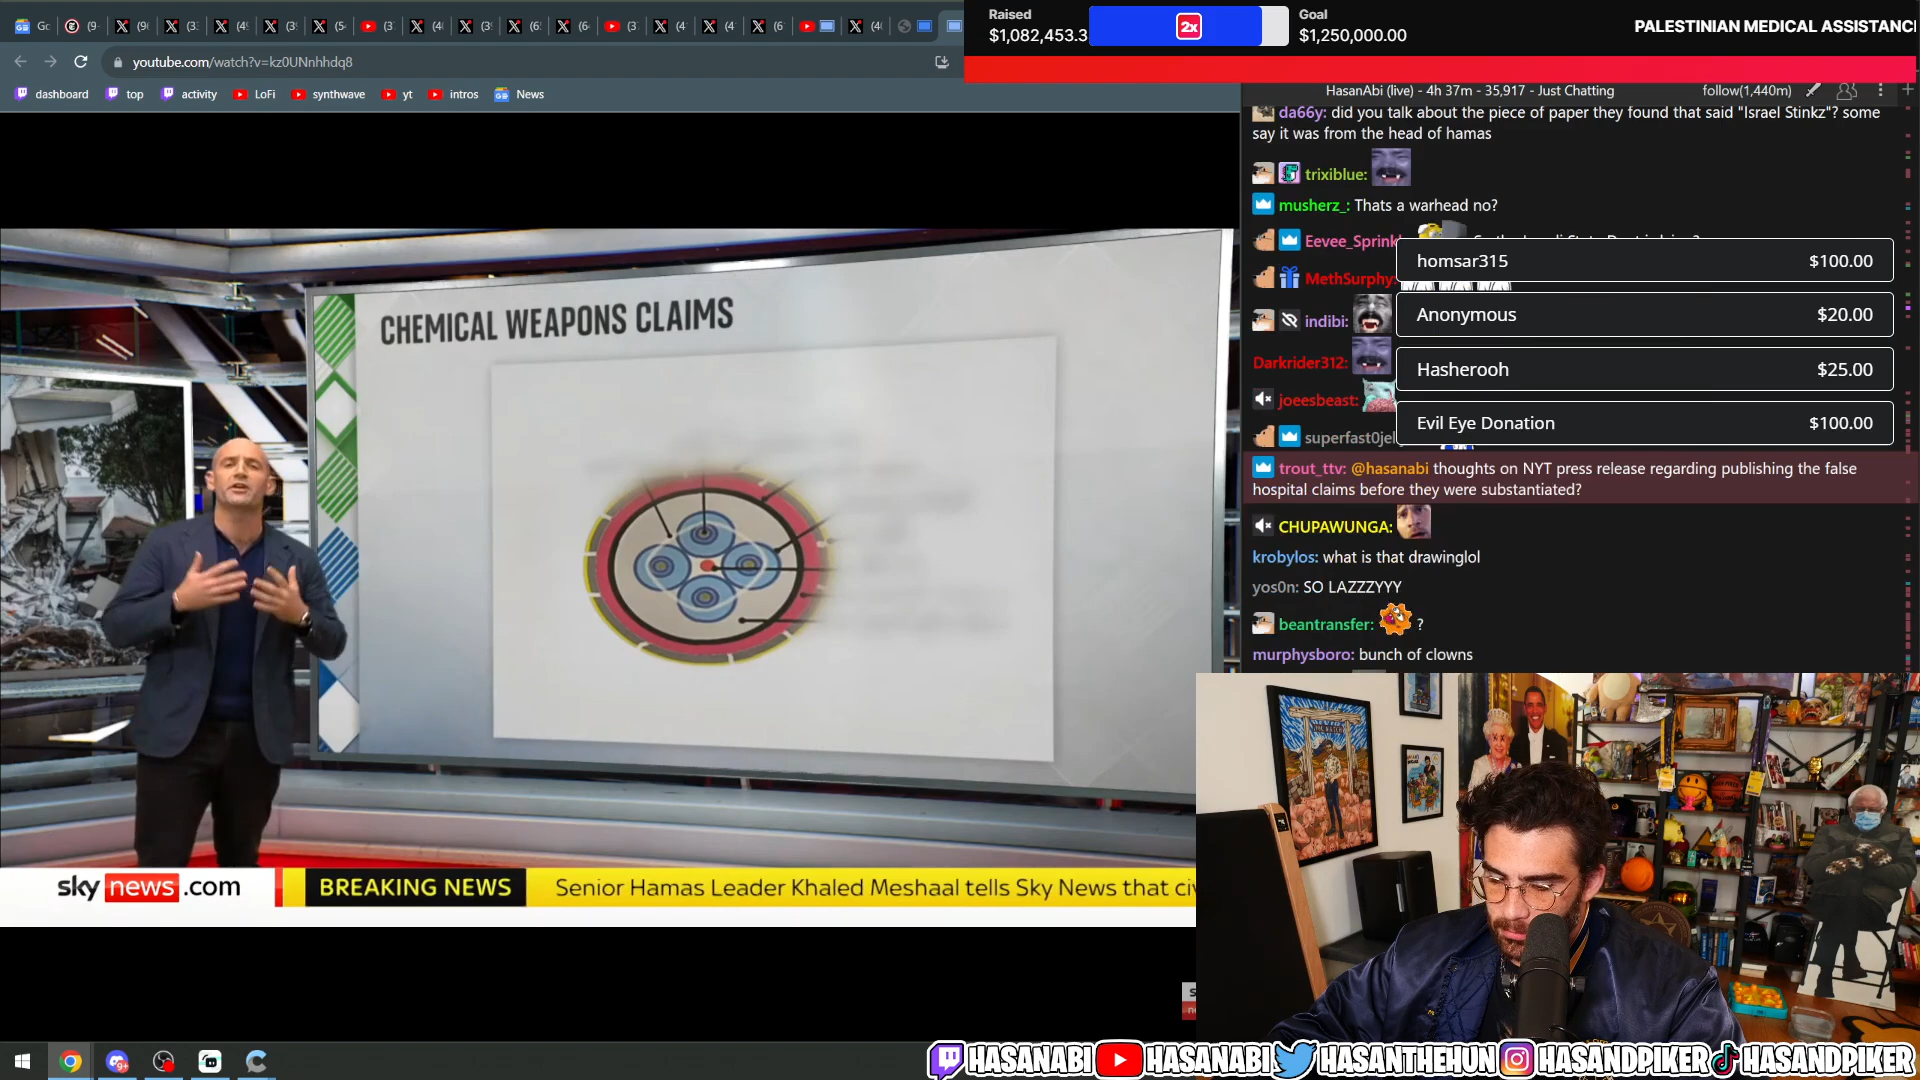 Raised
$1,082,453.3
2x
Goal
$1,250,000.00
PALESTINIAN MEDICAL ASSISTANC
youtube.com/watch?v=kz0UNnhhdq8
dashboard
top
activity
LoFi
synthwave
yt
intros
News
HasanAbi (live) - 4h 37m - 35,917 - Just Chatting
follow(1,440m)
da66y: did you talk about the piece of paper they found that said "Israel Stinkz"? some
say it was from the head of hamas
trixiblue:
musherz_: Thats a warhead no?
Eevee_Sprinkl
MethSurphy:
indibi:
Darkrider312:
joeesbeast:
superfast0jel
homsar315 $100.00
Anonymous $20.00
Hasherooh $25.00
Evil Eye Donation $100.00
trout_ttv: @hasanabi thoughts on NYT press release regarding publishing the false
hospital claims before they were substantiated?
CHUPAWUNGA:
krobylos: what is that drawinglol
yos0n: SO LAZZZYYY
beantransfer: ?
murphysboro: bunch of clowns
CHEMICAL WEAPONS CLAIMS
sky news.com
BREAKING NEWS
Senior Hamas Leader Khaled Meshaal tells Sky News that civ
HASANABI
HASANABI
HASANTHEHUN
HASANDPIKER
HASANDPIKER